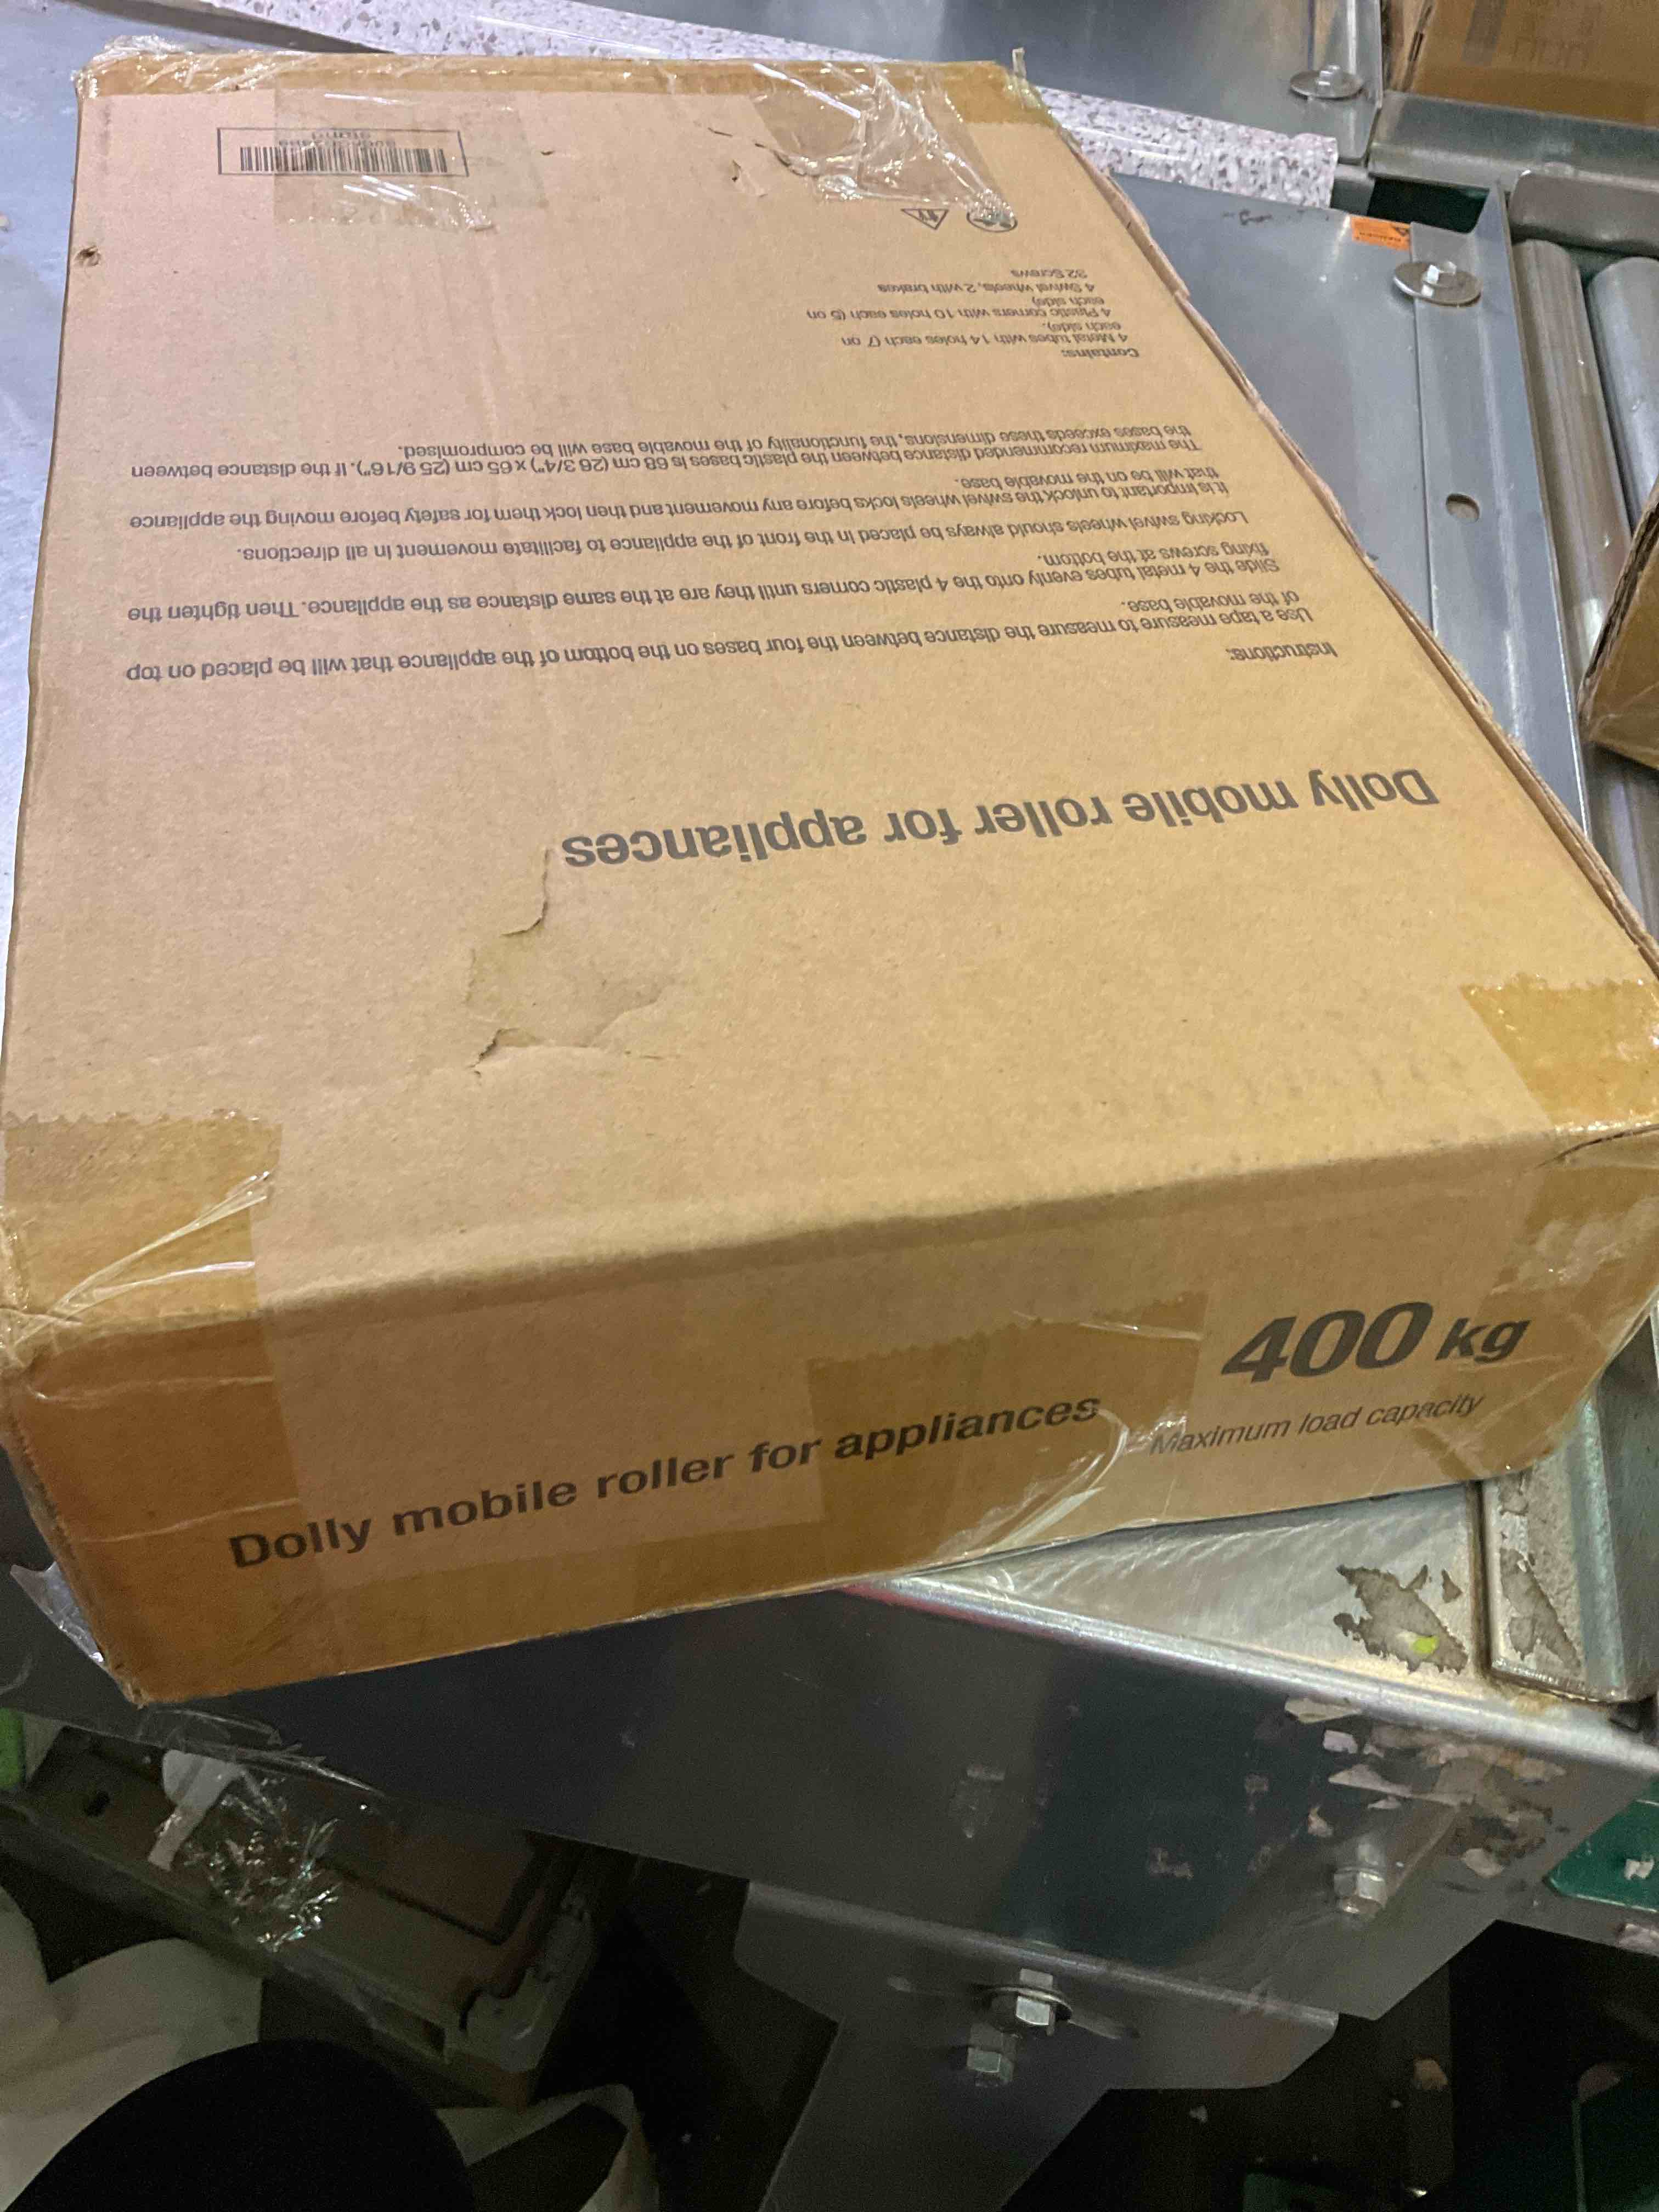 Dolly mobile roller for appliances
Instructions:
Use a tape measure to measure the distance between the four bases on the bottom of the appliance that will be placed on top
of the movable base.
Slide the 4 metal tubes evenly onto the 4 plastic corners until they are at the same distance as the appliance. Then tighten the
fixing screws at the bottom.
Locking swivel wheels should always be placed in the front of the appliance to facilitate movement in all directions.
It is important to unlock the swivel wheels locks before any movement and then lock them for safety before moving the appliance
that will be on the movable base.
The maximum recommended distance between the plastic bases is 68 cm (26 3/4") x 65 cm (25 9/16"). If the distance between
the bases exceeds these dimensions, the functionality of the movable base will be compromised.
Contains:
4 Metal tubes with 14 holes each (7 on
each side).
4 Plastic corners with 10 holes each (5 on
each side)
4 Swivel wheels, 2 with brakes
32 Screws
Dolly mobile roller for appliances
400 kg
Maximum load capacity